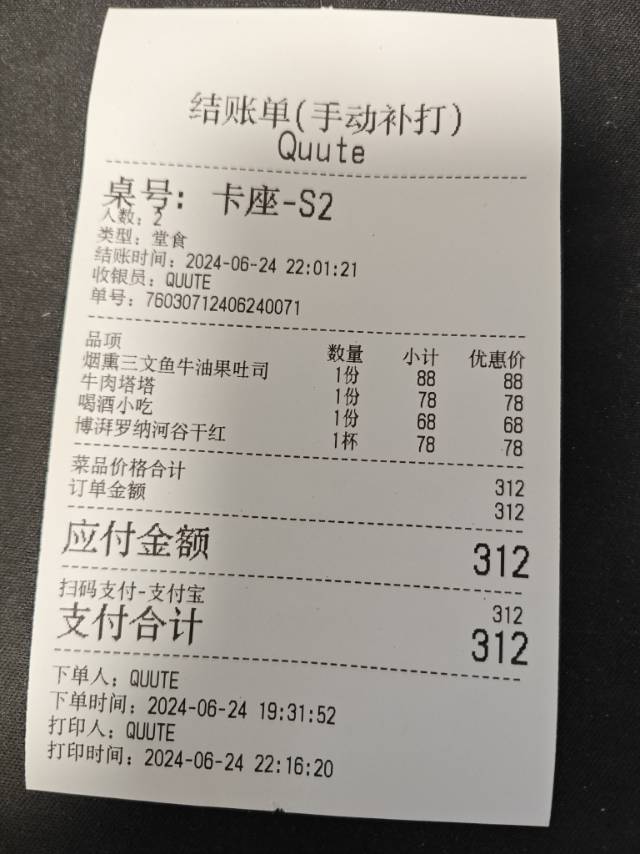 结账单(手动补打)
Quute
桌号: 卡座-S2
人数: 2
类型: 堂食
结账时间: 2024-06-24 22:01:21
收银员: QUUTE
单号: 76030712406240071
品项 数量 小计 优惠价
烟熏三文鱼牛油果吐司 1份 88 88
牛肉塔塔 1份 78 78
喝酒小吃 1份 68 68
博湃罗纳河谷干红 1杯 78 78
菜品价格合计 312
订单金额 312
应付金额 312
扫码支付-支付宝 312
支付合计 312
下单人: QUUTE
下单时间: 2024-06-24 19:31:52
打印人: QUUTE
打印时间: 2024-06-24 22:16:20